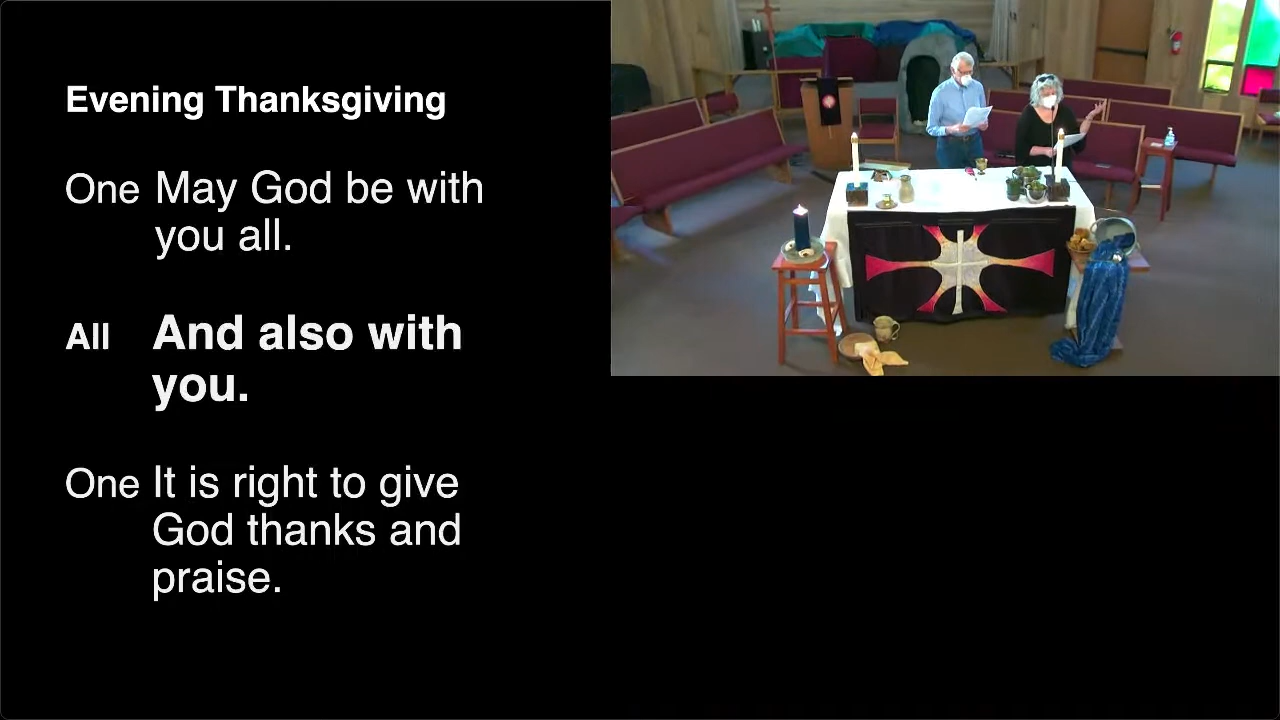 Evening Thanksgiving
One May God be with
you all.
All And also with
you.
One It is right to give
God thanks and
praise.